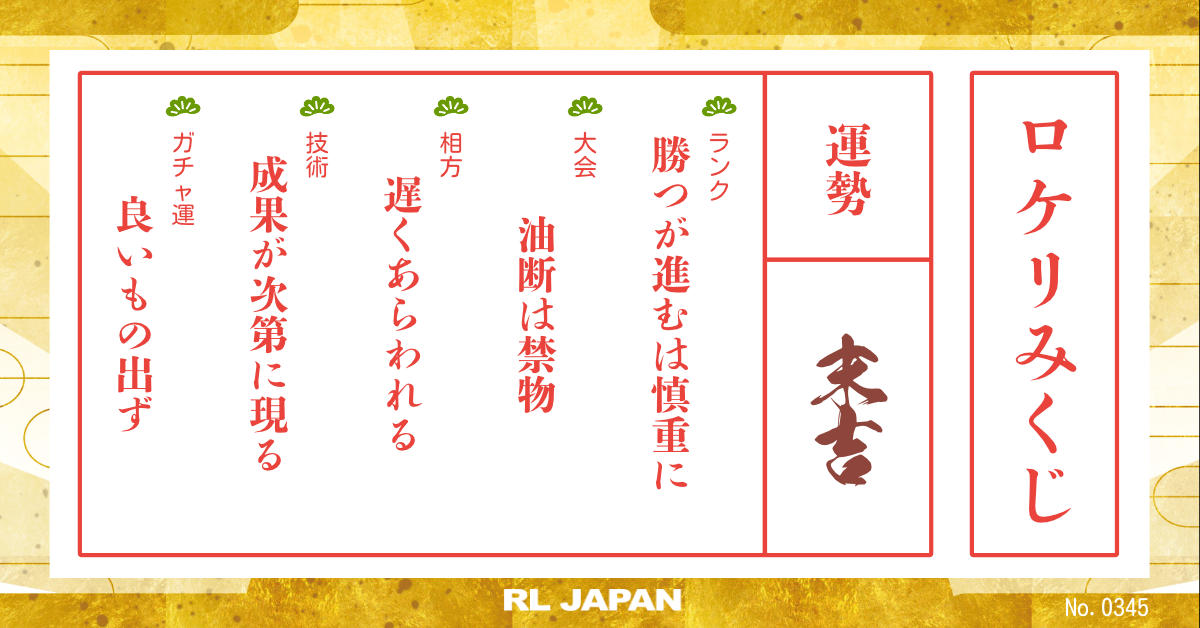 ロケリみくじ
運勢
末吉
ランク
勝つが進むは慎重に
大会
油断は禁物
相方
遅くあらわれる
技術
成果が次第に現る
ガチャ運
良いもの出ず
RL JAPAN
No. 0345